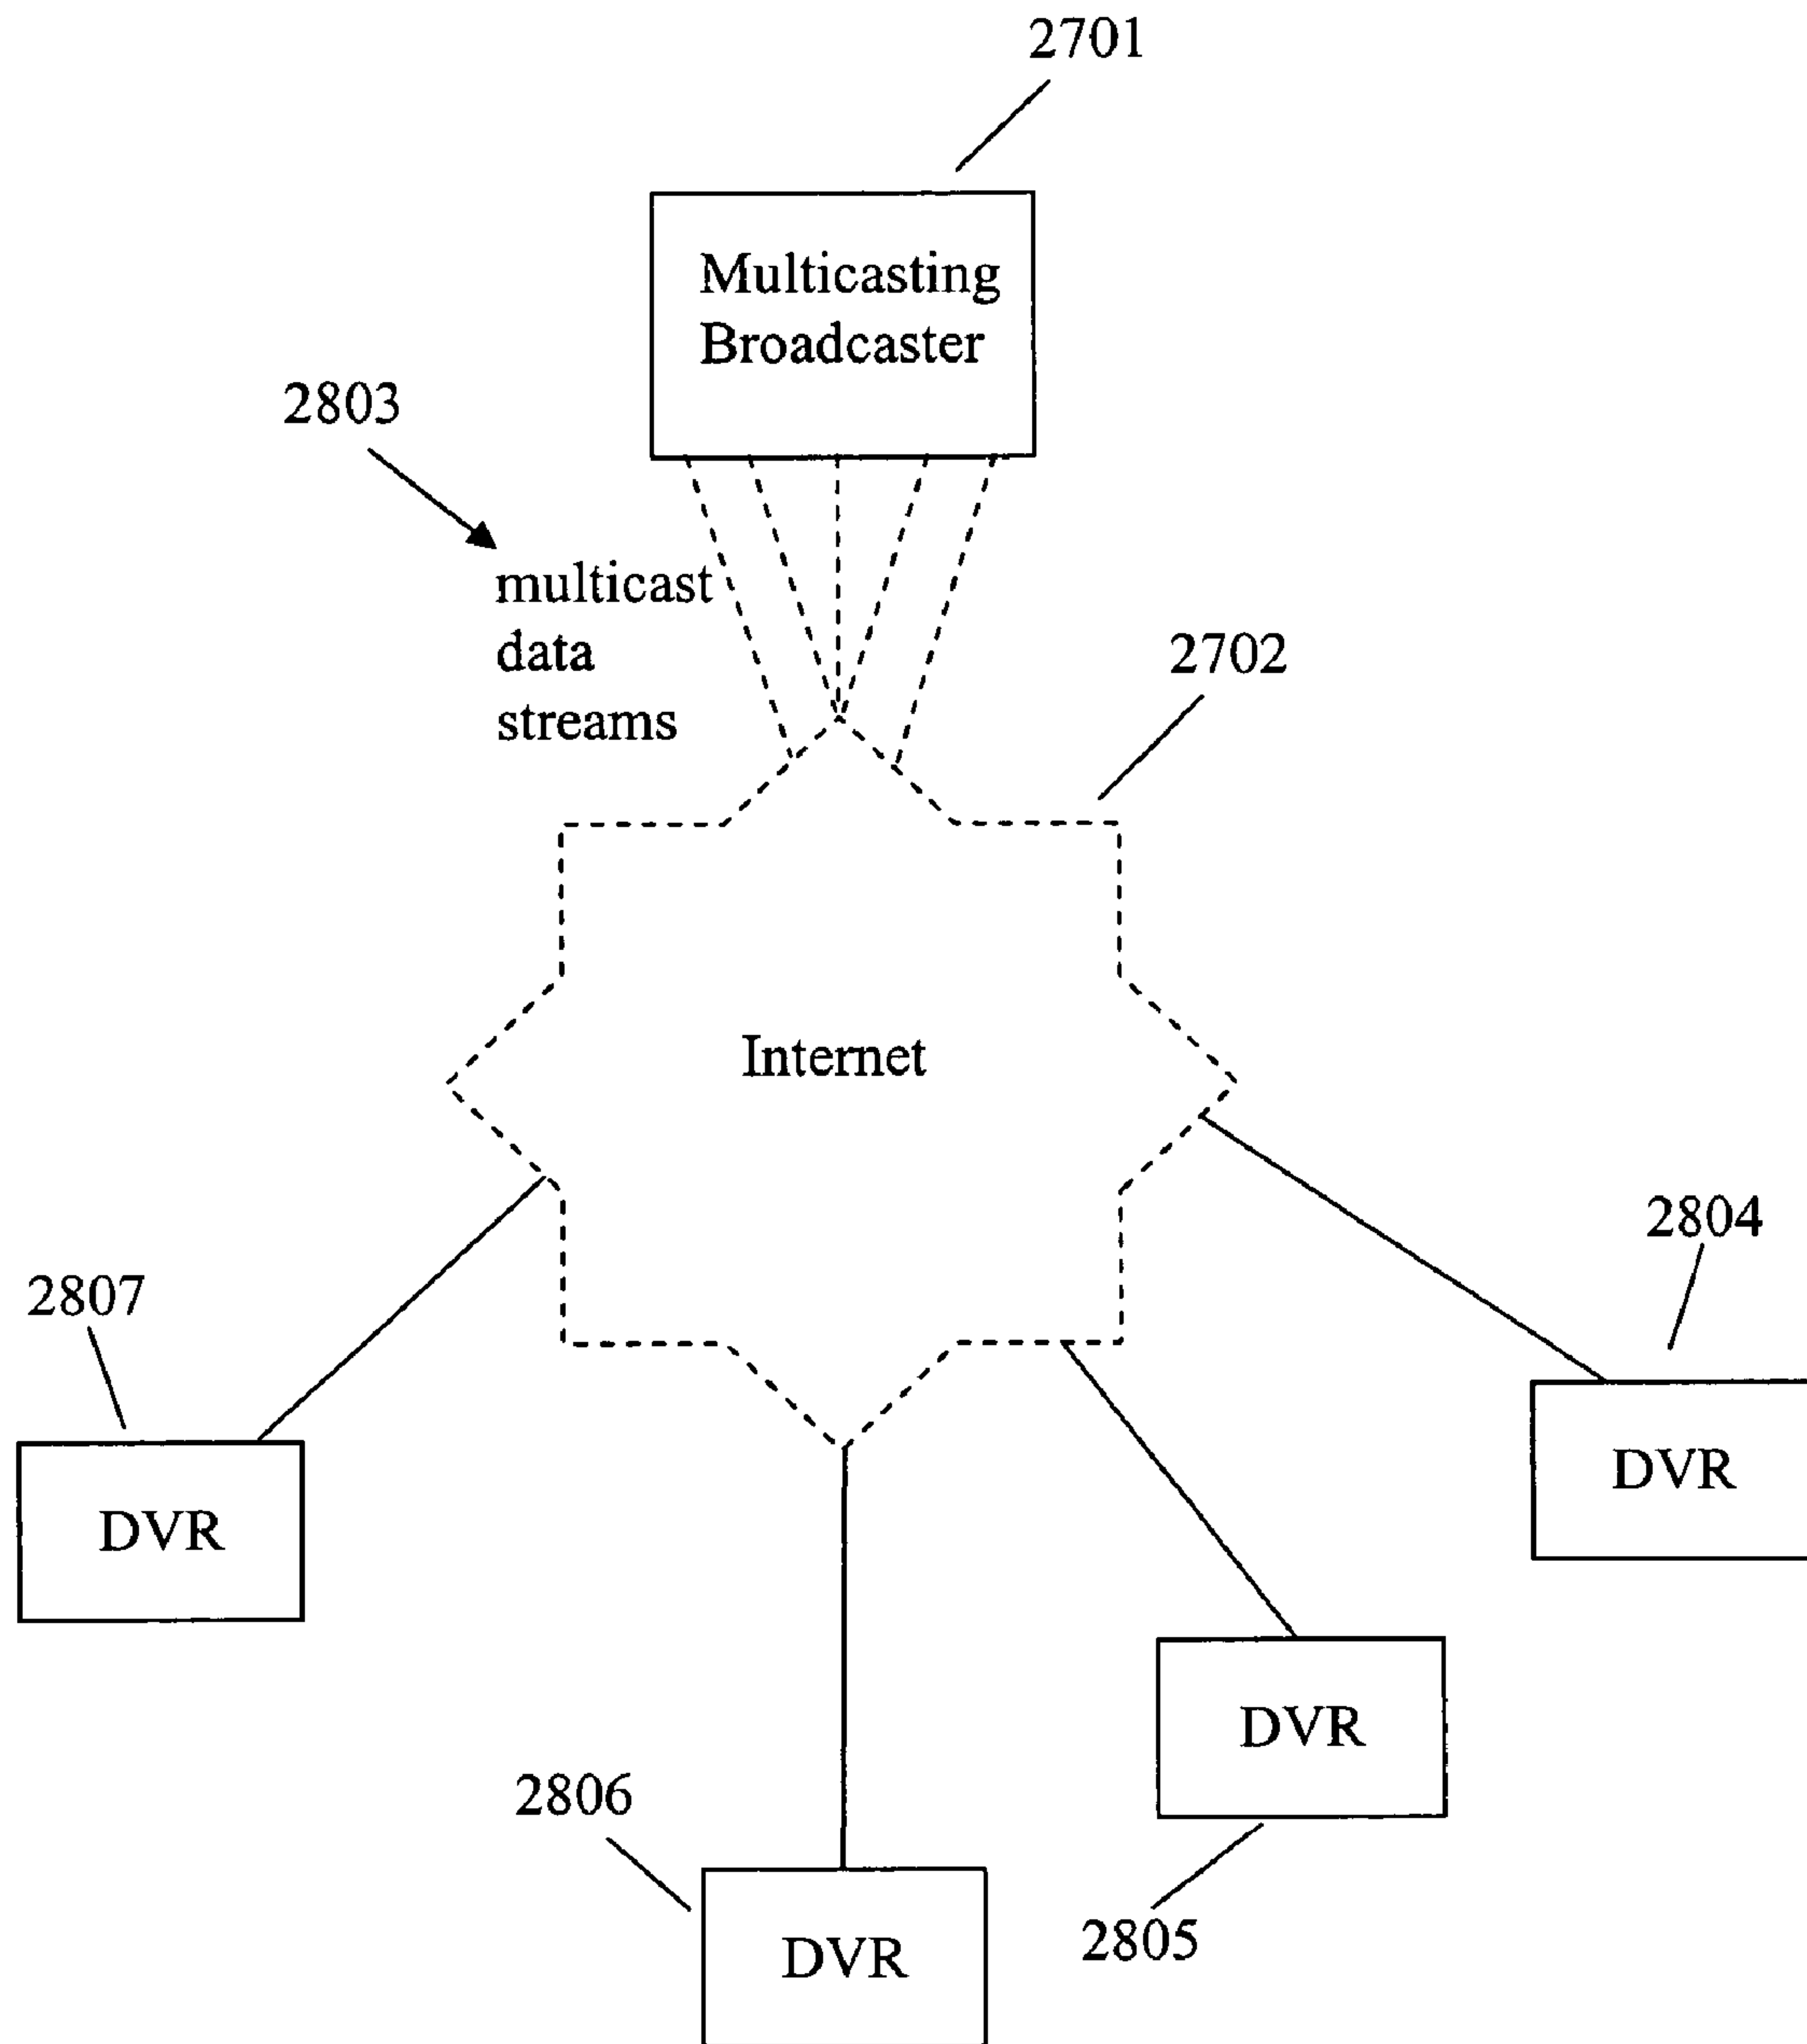 2701
Multicasting
Broadcaster
2803
multicast
data
streams
2702
Internet
2804
2807
DVR
DVR
DVR
2806
2805
DVR